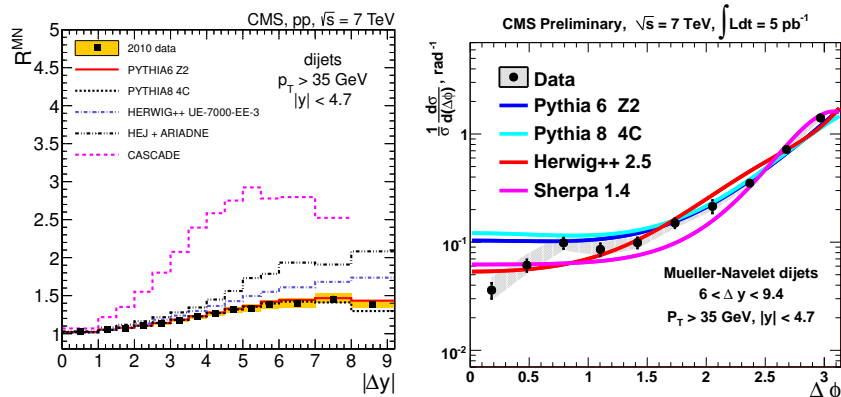 CMS, pp, √s = 7 TeV
R^MN
5
4.5
4
3.5
3
2.5
2
1.5
1
2010 data
PYTHIA6 Z2
PYTHIA8 4C
HERWIG++ UE-7000-EE-3
HEJ + ARIADNE
CASCADE
dijets
p_T > 35 GeV
|y| < 4.7
0 1 2 3 4 5 6 7 8 9
|Δy|
CMS Preliminary, √s = 7 TeV, ∫Ldt = 5 pb^-1
1/σ dσ/d(Δφ), rad^-1
1
10^-1
10^-2
Data
Pythia 6 Z2
Pythia 8 4C
Herwig++ 2.5
Sherpa 1.4
Mueller-Navelet dijets
6 < Δ y < 9.4
P_T > 35 GeV, |y| < 4.7
0.0 0.5 1.0 1.5 2.0 2.5 3.0
Δ φ